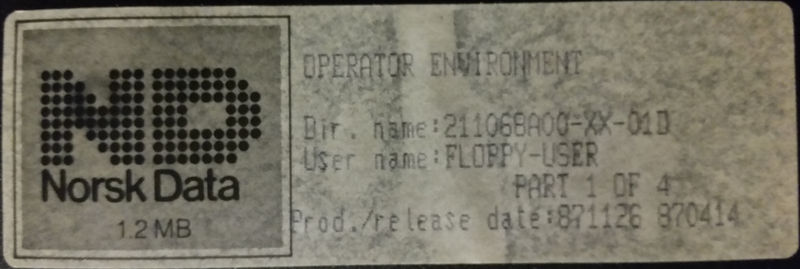 ND
Norsk Data
1.2 MB
OPERATOR ENVIRONMENT
Dir. name:211068A00-XX-01D
User name:FLOPPY-USER
PART 1 OF 4
Prod./release date:871126 870414